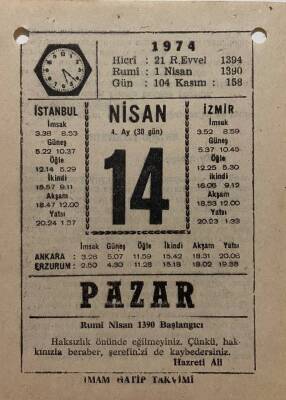 1974
Hicrî : 21 R.Evvel 1394
Rumi : 1 Nisan 1390
Gün : 104 Kasım : 158
İSTANBUL
İmsak
3.38 8.53
Güneş
5.22 10.37
Öğle
12.14 5.29
İkindi
Akşam
18.47 12.00
Yatsı
20.24 1.37
NİSAN
4. Ay (30 gün)
14
İZMİR
İmsak
3.52 8.59
Güneş
5.37 10.45
Öğle
12.25 5.30
İkindi
16.06 9.12
Akşam
18.53 12.00
Yatsı
20.23 1.33
İmsak Güneş Öğle İkindi Akşam Yatsı
ANKARA : 3.26 5.07 11.59 15.42 18.31 20.06
ERZURUM : 2.50 4.30 11.28 15.18 18.02 19.38
PAZAR
Rumi Nisan 1390 Başlangıcı
Haksızlık önünde eğilmeyiniz. Çünkü, hak-
kınızla beraber, şerefinizi de kaybedersiniz.
Hazreti Ali
İMAM HATİP TAKVİMİ